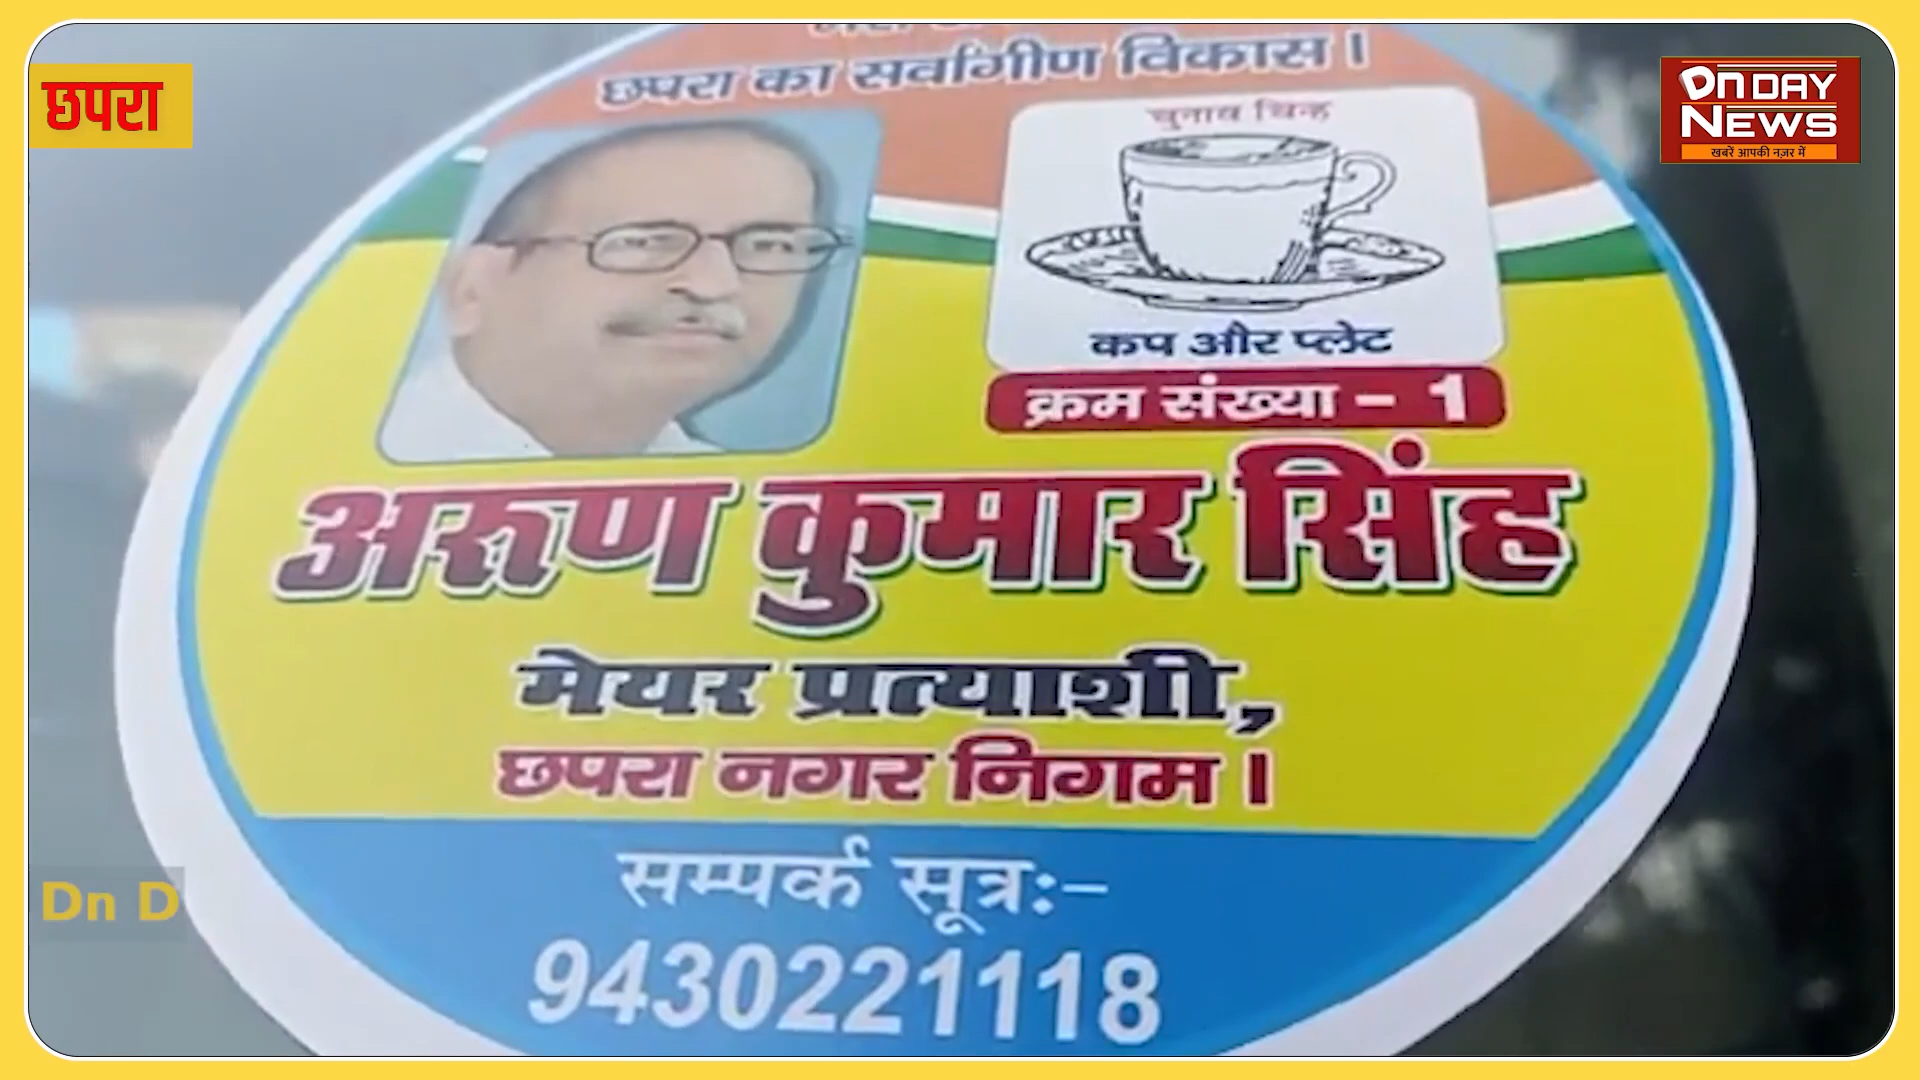 छपरा का सर्वागीण विकास।
छपरा
Dn DAY
NEWS
खबरें आपकी नज़र में
चुनाव चिन्ह
कप और प्लेट
क्रम संख्या - 1
अरूण कुमार सिंह
मेयर प्रत्याशी,
छपरा नगर निगम।
सम्पर्क सूत्र:-
9430221118
Dn D